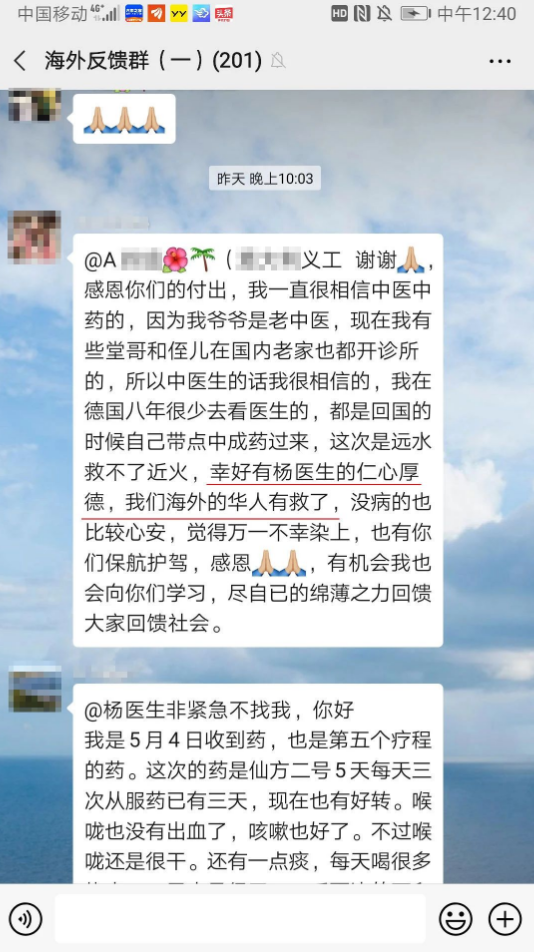 中国移动 4G HD 中午12:40
海外反馈群（一）(201)
昨天 晚上10:03
@A （ 义工 谢谢，
感恩你们的付出，我一直很相信中医中
药的，因为我爷爷是老中医，现在我有
些堂哥和侄儿在国内老家也都开诊所
的，所以中医生的话我很相信的，我在
德国八年很少去看医生的，都是回国的
时候自己带点中成药过来，这次是远水
救不了近火，幸好有杨医生的仁心厚
德，我们海外的华人有救了，没病的也
比较心安，觉得万一不幸染上，也有你
们保航护驾，感恩，有机会我也
会向你们学习，尽自已的绵薄之力回馈
大家回馈社会。
@杨医生非紧急不找我，你好
我是5月4日收到药，也是第五个疗程
的药。这次的药是仙方二号5天每天三
次从服药已有三天，现在也有好转。喉
咙也没有出血了，咳嗽也好了。不过喉
咙还是很干。还有一点痰，每天喝很多